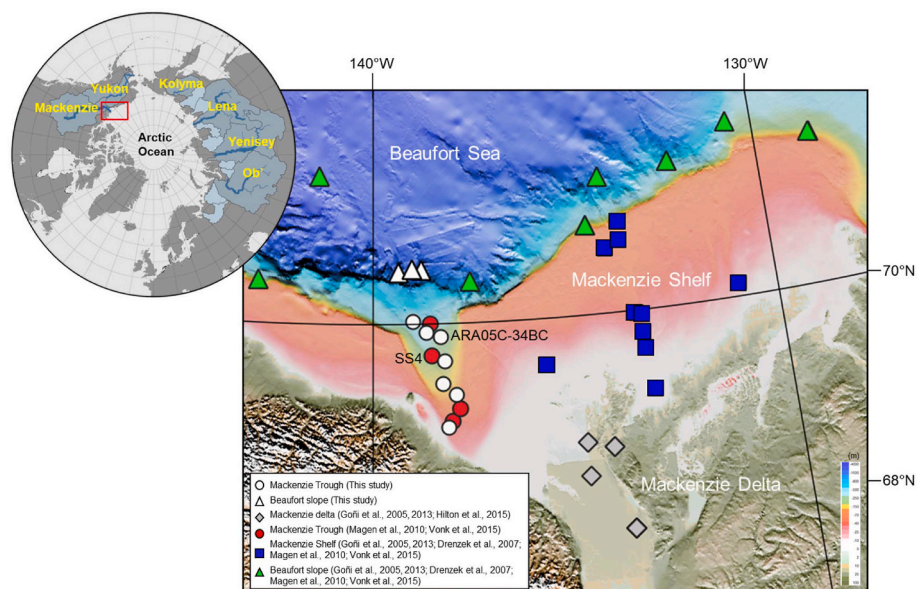 140°W
130°W
Kolyma
Yukon
Lena
Mackenzie
Arctic
Ocean
Yenisey
Ob'
Beaufort Sea
70°N
Mackenzie Shelf
ARA05C-34BC
SS4
Mackenzie Delta
68°N
(m)
Mackenzie Trough (This study)
Beaufort slope (This study)
Mackenzie delta (Goñi et al., 2005, 2013; Hilton et al., 2015)
Mackenzie Trough (Magen et al., 2010; Vonk et al., 2015)
Mackenzie Shelf (Goñi et al., 2005, 2013; Drenzek et al., 2007;
Magen et al., 2010; Vonk et al., 2015)
Beaufort slope (Goñi et al., 2005, 2013; Drenzek et al., 2007;
Magen et al., 2010; Vonk et al., 2015)